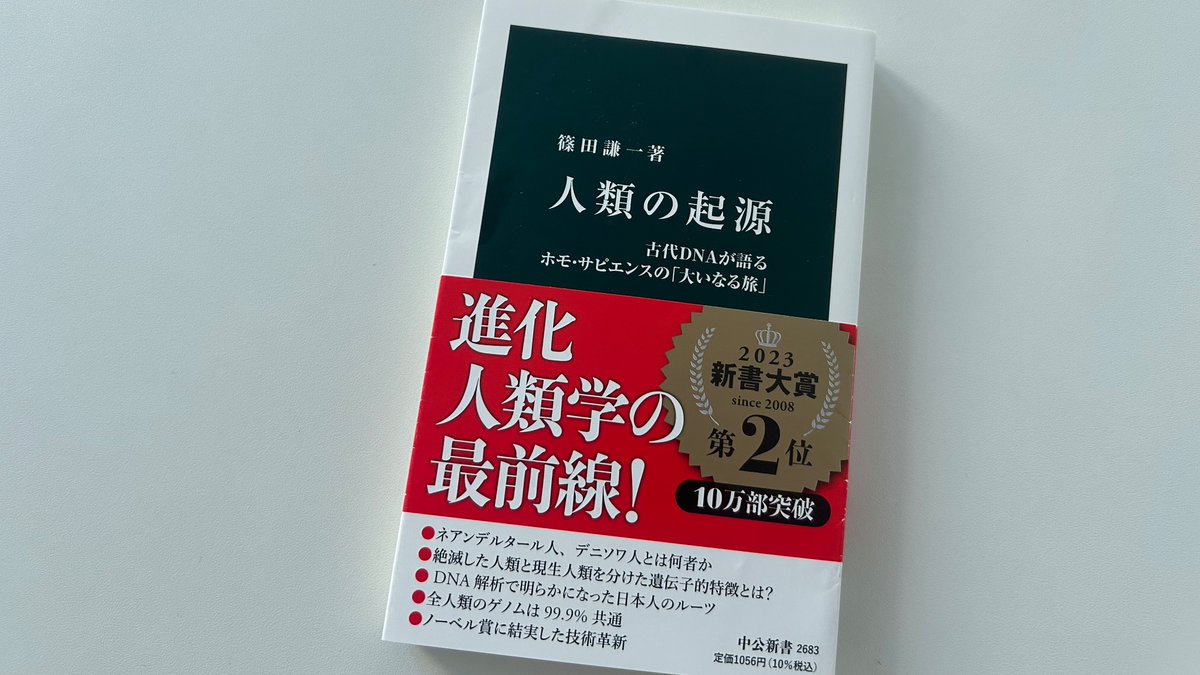 篠田謙一著
人類の起源
古代DNAが語る
ホモ・サピエンスの「大いなる旅」
進化
人類学の
最前線!
2023
新書大賞
since 2008
第2位
10万部突破
●ネアンデルタール人、デニソワ人とは何者か
●絶滅した人類と現生人類を分けた遺伝子的特徴とは?
●DNA解析で明らかになった日本人のルーツ
●全人類のゲノムは99.9%共通
●ノーベル賞に結実した技術革新
中公新書 2683
定価1056円(10%税込)